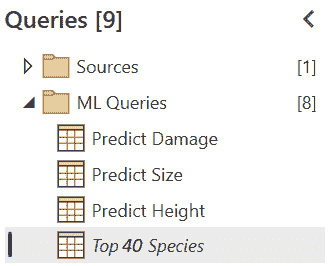 Queries [9]
Sources [1]
ML Queries [8]
Predict Damage
Predict Size
Predict Height
Top 40 Species